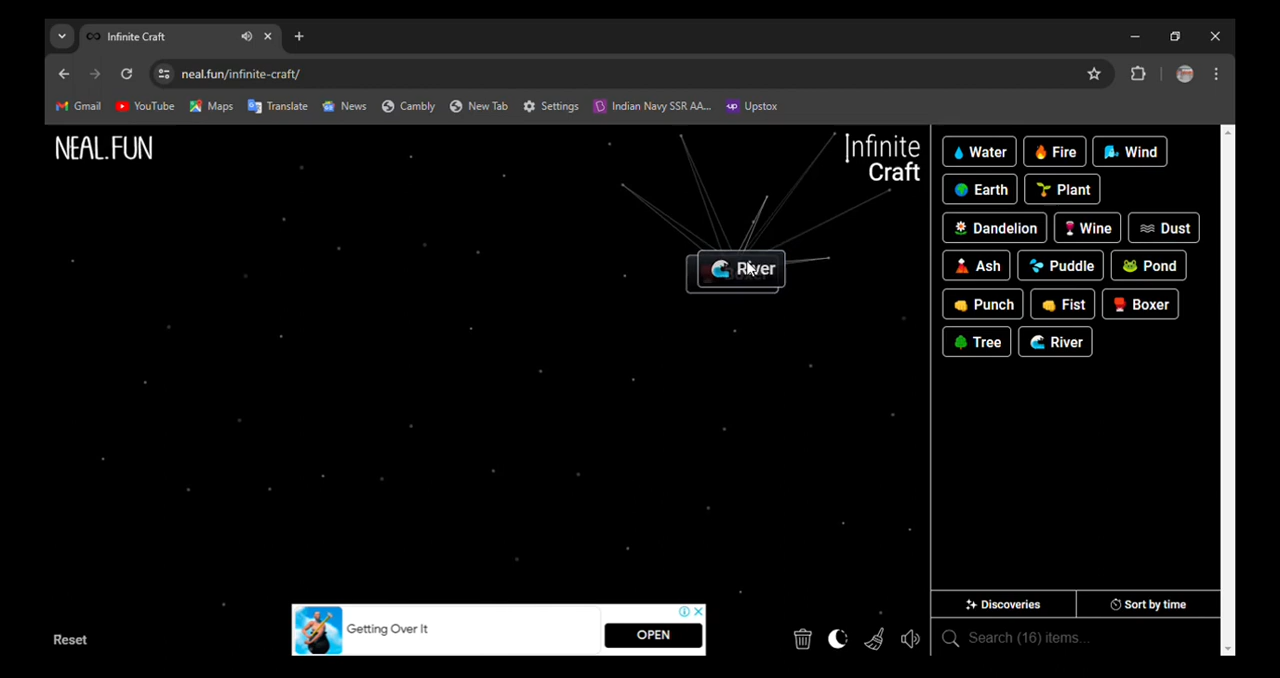 Infinite Craft
neal.fun/infinite-craft/
Gmail YouTube Maps Translate News Cambly New Tab Settings Indian Navy SSR AA... Upstox
NEAL.FUN
Infinite
Craft
River
Water Fire Wind
Earth Plant
Dandelion Wine Dust
Ash Puddle Pond
Punch Fist Boxer
Tree River
Getting Over It
OPEN
Reset
Discoveries Sort by time
Search (16) items...